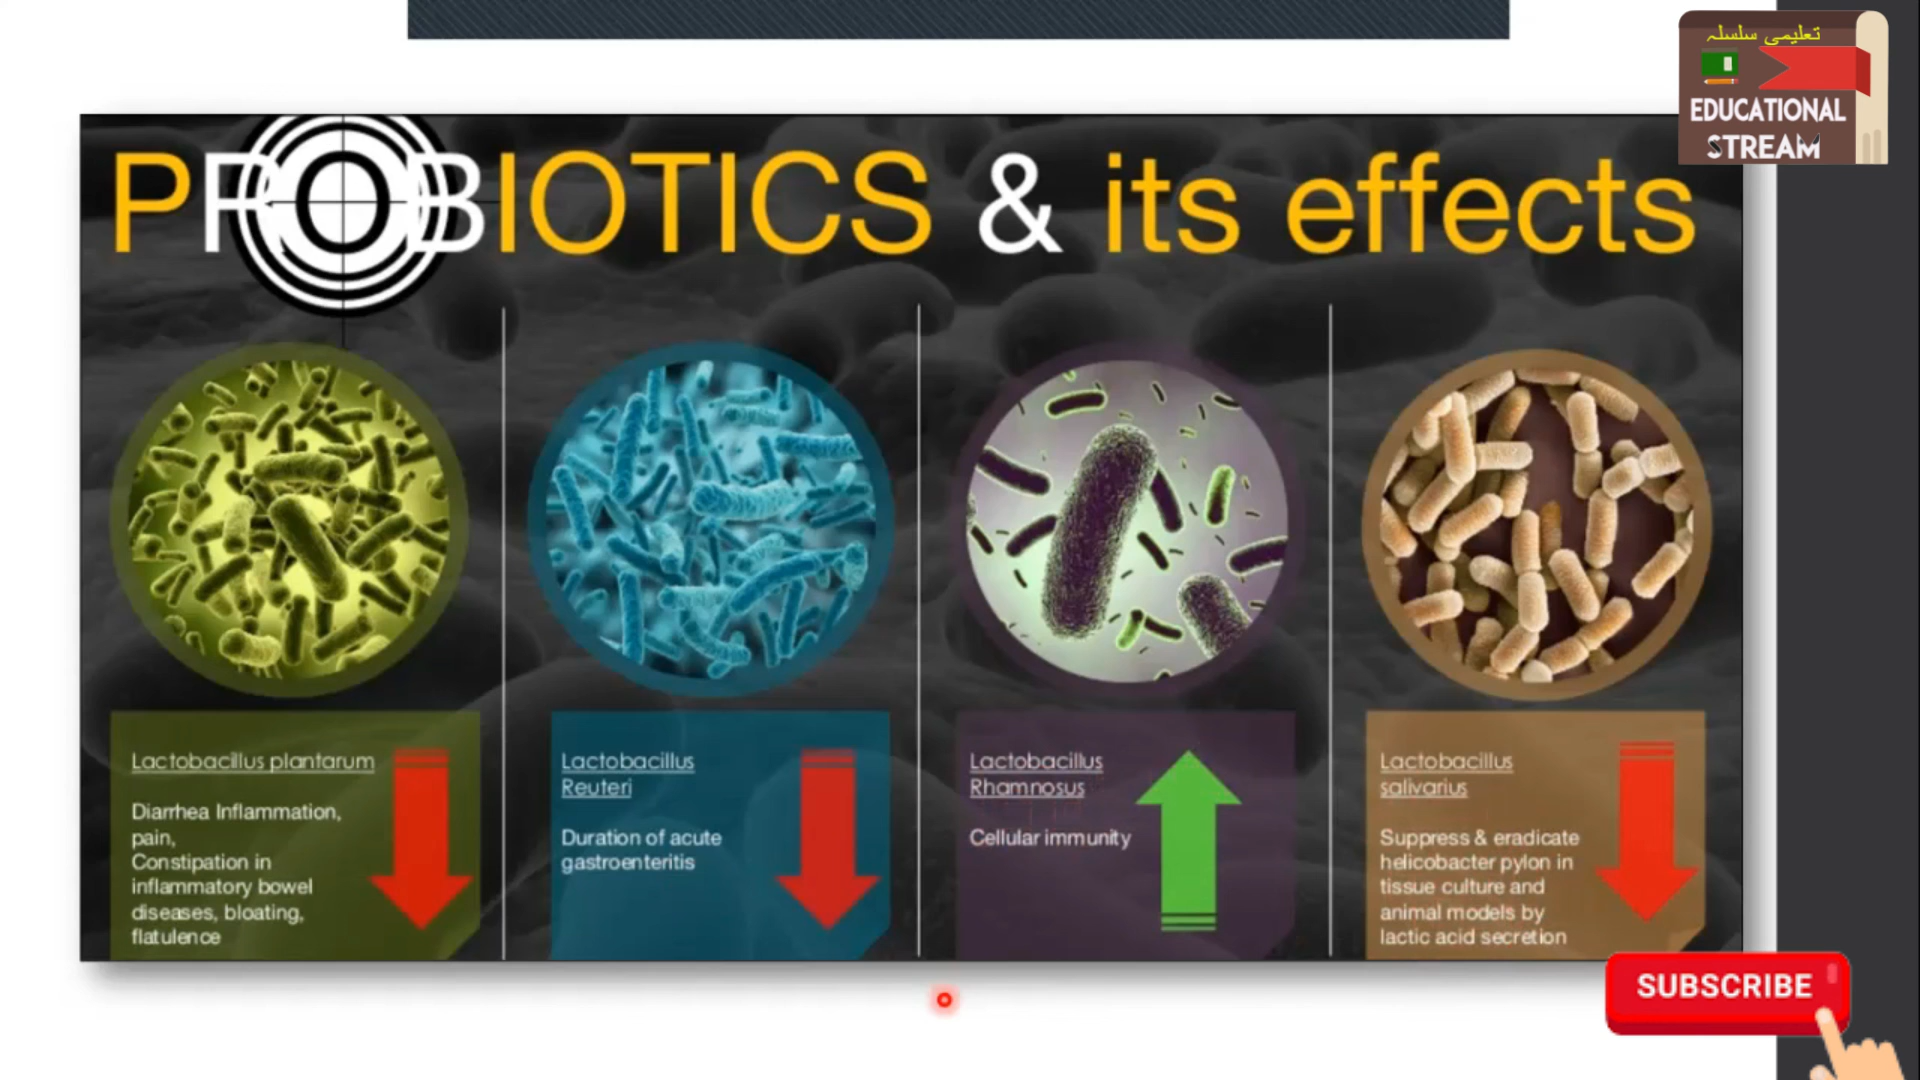 تعلیمی سلسلہ
EDUCATIONAL
STREAM
PROBIOTICS & its effects
Lactobacillus plantarum
Diarrhea Inflammation,
pain,
Constipation in
inflammatory bowel
diseases, bloating,
flatulence
Lactobacillus
Reuteri
Duration of acute
gastroenteritis
Lactobacillus
Rhamnosus
Cellular immunity
Lactobacillus
salivarius
Suppress & eradicate
helicobacter pylon in
tissue culture and
animal models by
lactic acid secretion
SUBSCRIBE